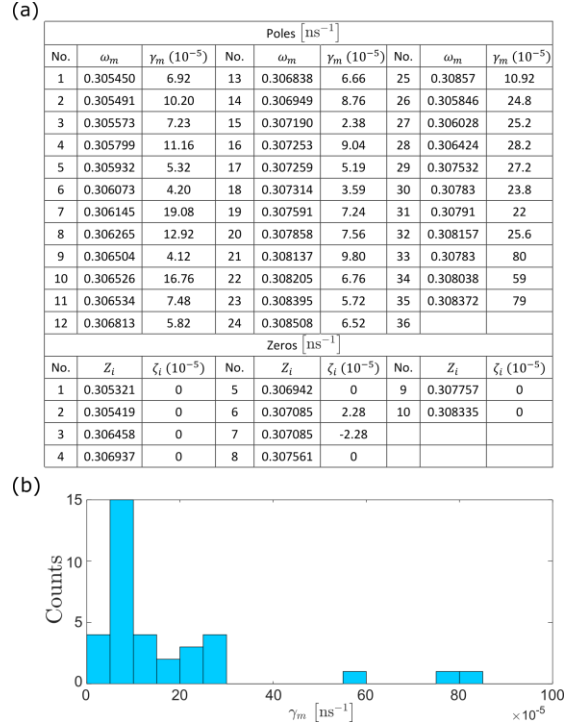 (a)
Poles [ns⁻¹]
No. ω_m γ_m (10⁻⁵) No. ω_m γ_m (10⁻⁵) No. ω_m γ_m (10⁻⁵)
1 0.305450 6.92 13 0.306838 6.66 25 0.30857 10.92
2 0.305491 10.20 14 0.306949 8.76 26 0.305846 24.8
3 0.305573 7.23 15 0.307190 2.38 27 0.306028 25.2
4 0.305799 11.16 16 0.307253 9.04 28 0.306424 28.2
5 0.305932 5.32 17 0.307259 5.19 29 0.307532 27.2
6 0.306073 4.20 18 0.307314 3.59 30 0.30783 23.8
7 0.306145 19.08 19 0.307591 7.24 31 0.30791 22
8 0.306265 12.92 20 0.307858 7.56 32 0.308157 25.6
9 0.306504 4.12 21 0.308137 9.80 33 0.30783 80
10 0.306526 16.76 22 0.308205 6.76 34 0.308038 59
11 0.306534 7.48 23 0.308395 5.72 35 0.308372 79
12 0.306813 5.82 24 0.308508 6.52 36
Zeros [ns⁻¹]
No. Z_i ζ_i (10⁻⁵) No. Z_i ζ_i (10⁻⁵) No. Z_i ζ_i (10⁻⁵)
1 0.305321 0 5 0.306942 0 9 0.307757 0
2 0.305419 0 6 0.307085 2.28 10 0.308335 0
3 0.306458 0 7 0.307085 -2.28
4 0.306937 0 8 0.307561 0
(b)
15
10
5
0
Counts
0 20 40 60 80 100
γ_m [ns⁻¹]
×10⁻⁵